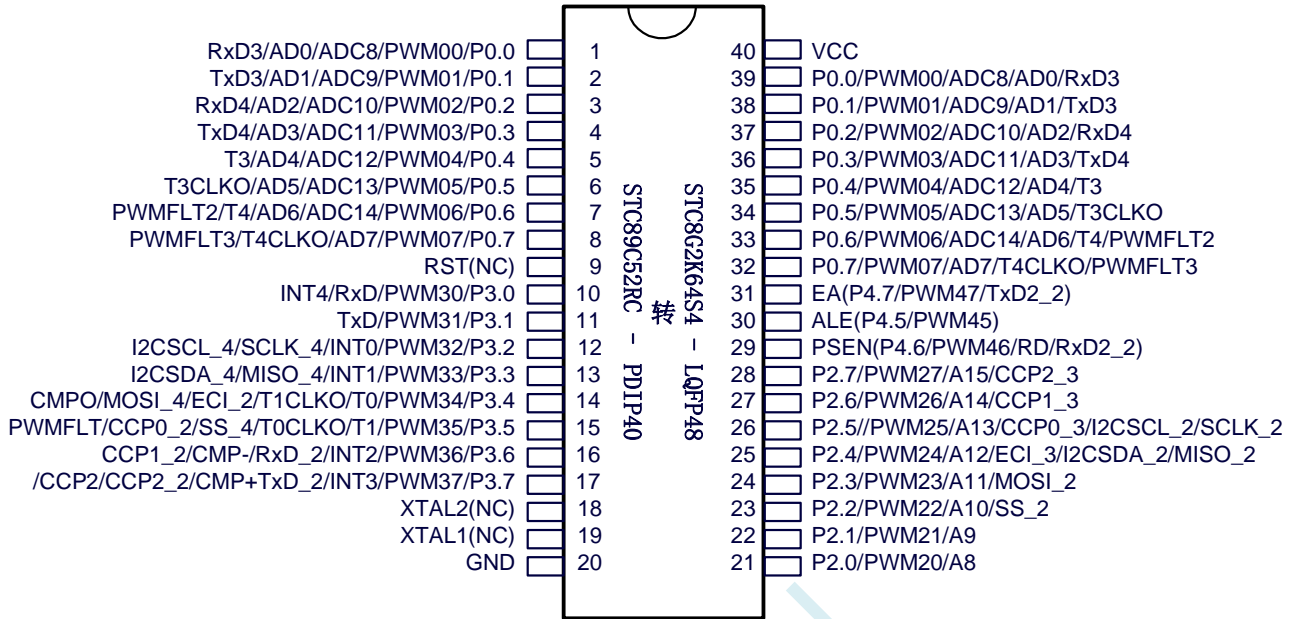 RxD3/AD0/ADC8/PWM00/P0.0 1 40 VCC
TxD3/AD1/ADC9/PWM01/P0.1 2 39 P0.0/PWM00/ADC8/AD0/RxD3
RxD4/AD2/ADC10/PWM02/P0.2 3 38 P0.1/PWM01/ADC9/AD1/TxD3
TxD4/AD3/ADC11/PWM03/P0.3 4 37 P0.2/PWM02/ADC10/AD2/RxD4
T3/AD4/ADC12/PWM04/P0.4 5 36 P0.3/PWM03/ADC11/AD3/TxD4
T3CLKO/AD5/ADC13/PWM05/P0.5 6 35 P0.4/PWM04/ADC12/AD4/T3
PWMFLT2/T4/AD6/ADC14/PWM06/P0.6 7 34 P0.5/PWM05/ADC13/AD5/T3CLKO
PWMFLT3/T4CLKO/AD7/PWM07/P0.7 8 33 P0.6/PWM06/ADC14/AD6/T4/PWMFLT2
RST(NC) 9 32 P0.7/PWM07/AD7/T4CLKO/PWMFLT3
INT4/RxD/PWM30/P3.0 10 31 EA(P4.7/PWM47/TxD2_2)
TxD/PWM31/P3.1 11 30 ALE(P4.5/PWM45)
I2CSCL_4/SCLK_4/INT0/PWM32/P3.2 12 29 PSEN(P4.6/PWM46/RD/RxD2_2)
I2CSDA_4/MISO_4/INT1/PWM33/P3.3 13 28 P2.7/PWM27/A15/CCP2_3
CMPO/MOSI_4/ECI_2/T1CLKO/T0/PWM34/P3.4 14 27 P2.6/PWM26/A14/CCP1_3
PWMFLT/CCP0_2/SS_4/T0CLKO/T1/PWM35/P3.5 15 26 P2.5//PWM25/A13/CCP0_3/I2CSCL_2/SCLK_2
CCP1_2/CMP-/RxD_2/INT2/PWM36/P3.6 16 25 P2.4/PWM24/A12/ECI_3/I2CSDA_2/MISO_2
/CCP2/CCP2_2/CMP+TxD_2/INT3/PWM37/P3.7 17 24 P2.3/PWM23/A11/MOSI_2
XTAL2(NC) 18 23 P2.2/PWM22/A10/SS_2
XTAL1(NC) 19 22 P2.1/PWM21/A9
GND 20 21 P2.0/PWM20/A8
STC8G2K64S4 - LQFP48
转
STC89C52RC - PDIP40